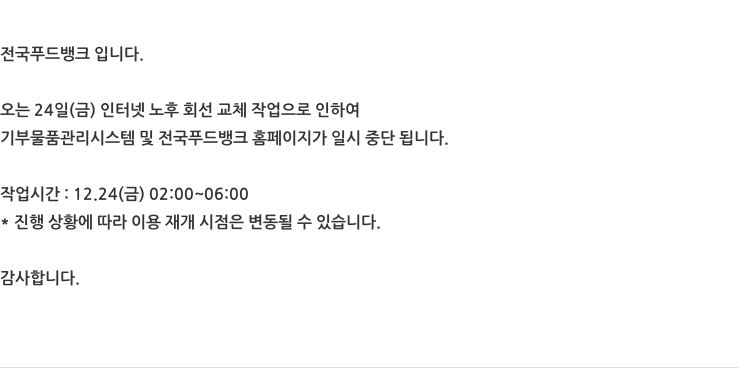 전국푸드뱅크 입니다.
오는 24일(금) 인터넷 노후 회선 교체 작업으로 인하여
기부물품관리시스템 및 전국푸드뱅크 홈페이지가 일시 중단 됩니다.
작업시간 : 12.24(금) 02:00~06:00
* 진행 상황에 따라 이용 재개 시점은 변동될 수 있습니다.
감사합니다.